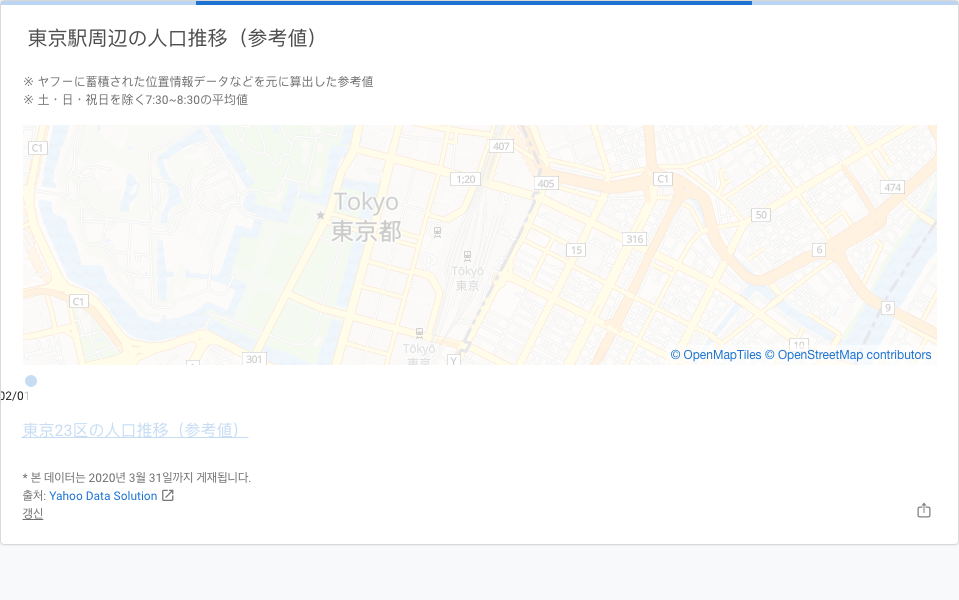 東京駅周辺の人口推移（参考値）
※ ヤフーに蓄積された位置情報データなどを元に算出した参考値
※ 土・日・祝日を除く7:30~8:30の平均値
C1
407
1;20
405
C1
474
Tokyo
東京都
50
316
15
6
Tōkyō
東京
C1
9
10
Tōkyō
東京
301
1
Y
© OpenMapTiles © OpenStreetMap contributors
02/01
東京23区の人口推移（参考値）
* 본 데이터는 2020년 3월 31일까지 게재됩니다.
출처: Yahoo Data Solution
갱신